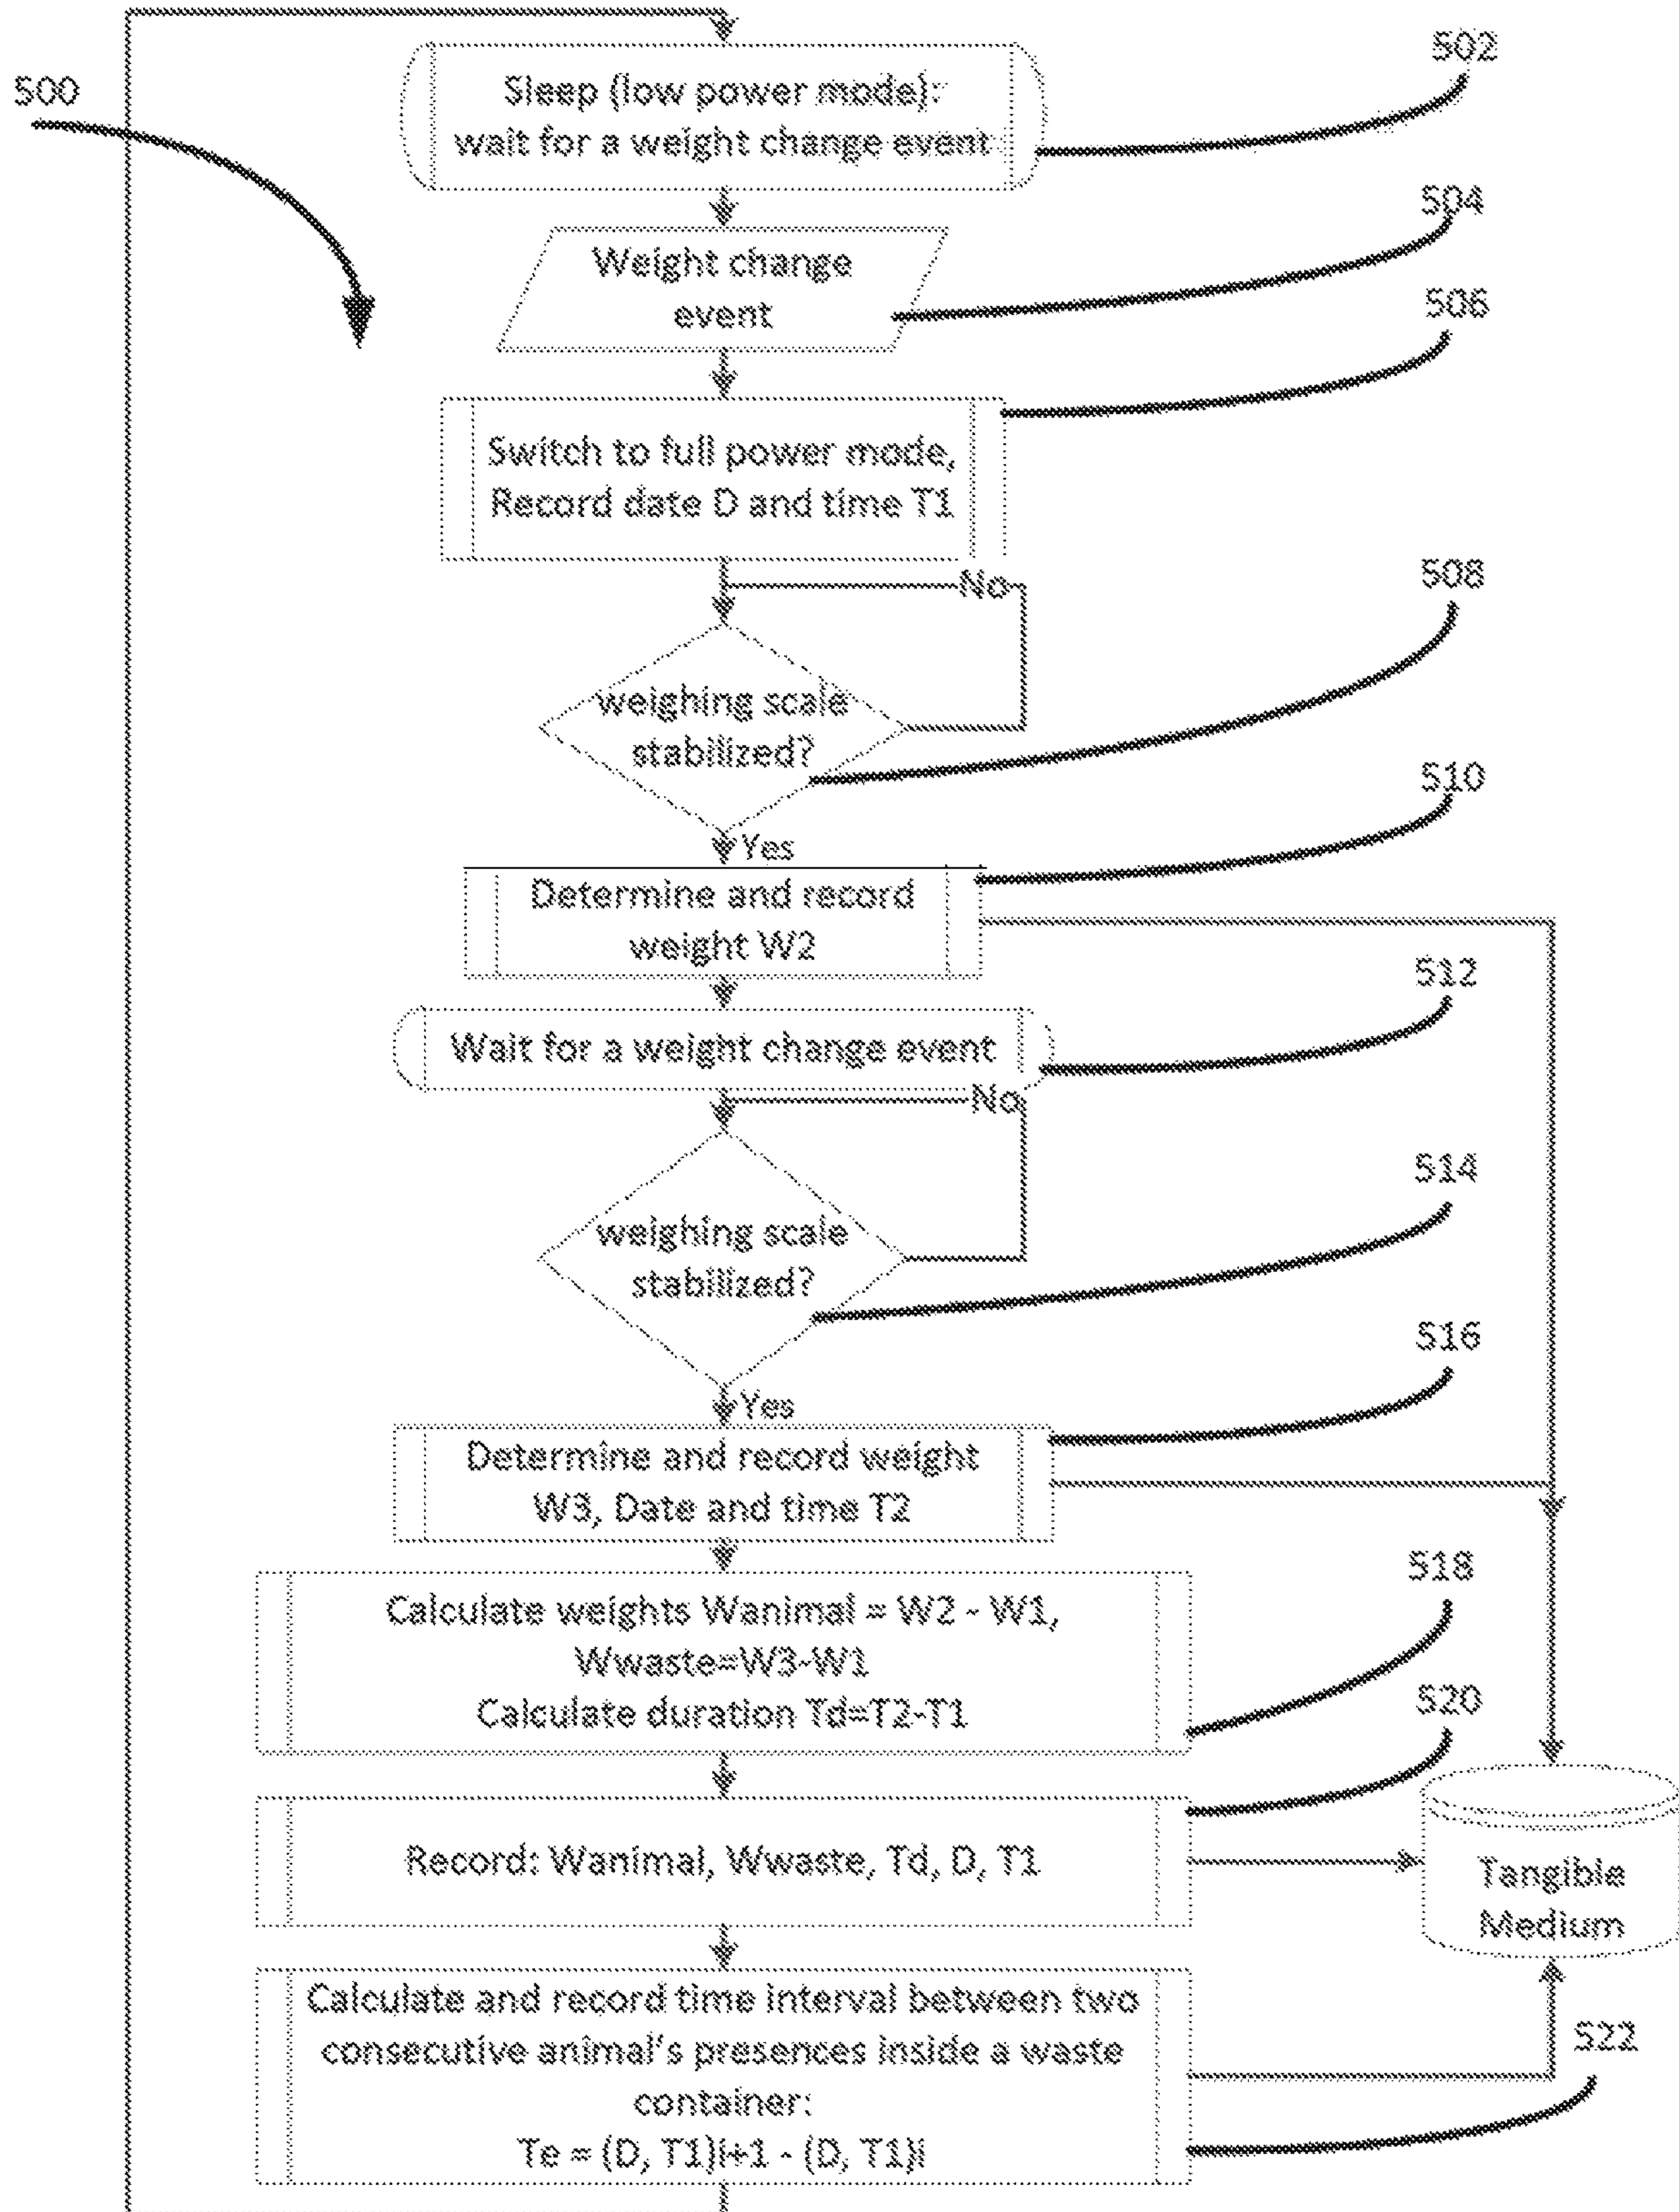 500
502
Sleep (low power mode):
wait for a weight change event
504
Weight change
event
506
Switch to full power mode,
Record date D and time T1
No
508
weighing scale
stabilized?
510
Yes
Determine and record
weight W2
512
Wait for a weight change event
No
514
weighing scale
stabilized?
516
Yes
Determine and record weight
W3, Date and time T2
518
Calculate weights Wanimal = W2 - W1,
Wwaste=W3-W1
Calculate duration Td=T2-T1
520
Record: Wanimal, Wwaste, Td, D, T1
Tangible
Medium
Calculate and record time interval between two
consecutive animal's presences inside a waste
container:
Te = (D, T1)i+1 - (D, T1)i
522